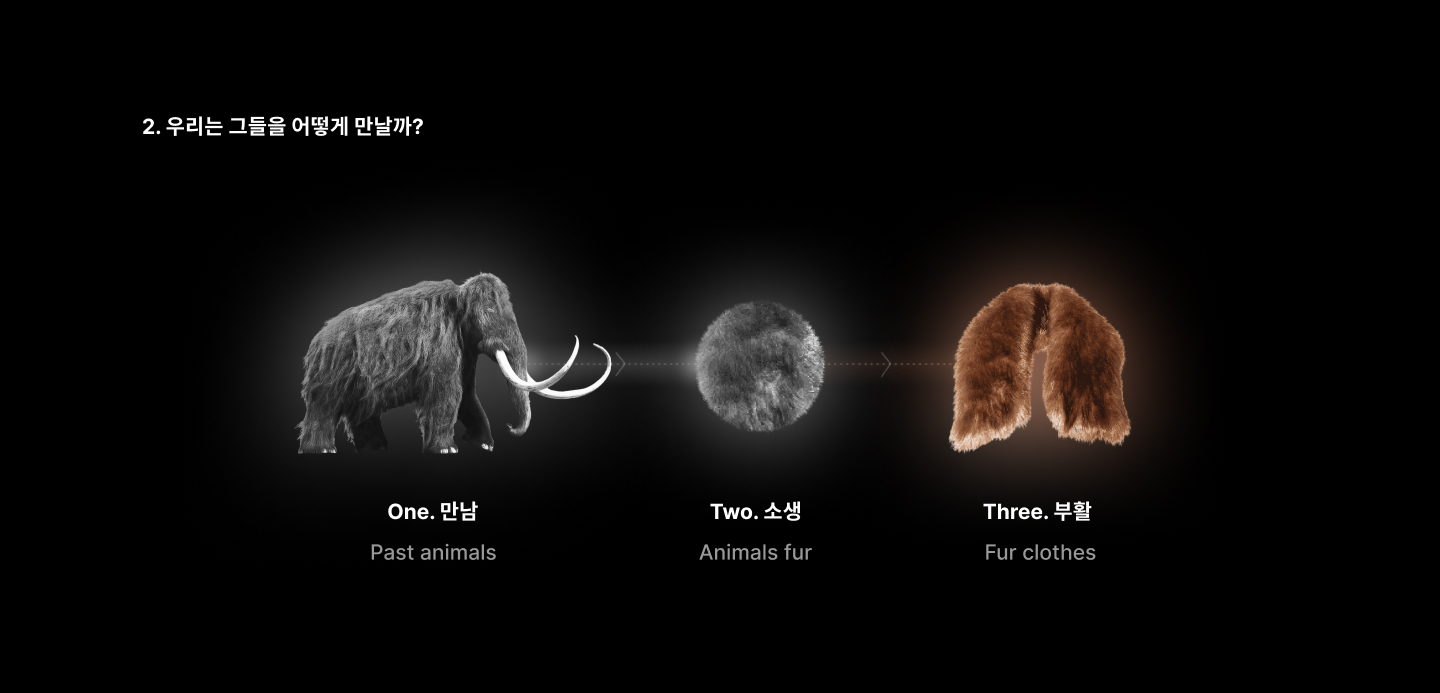 2. 우리는 그들을 어떻게 만날까?
One. 만남
Past animals
Two. 소생
Animals fur
Three. 부활
Fur clothes